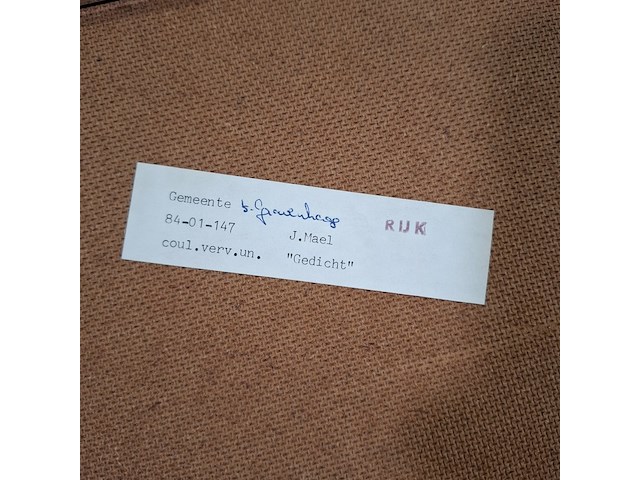 Gemeente 's-Gravenhage RIJK
84-01-147 J.Mael
coul.verv.un. "Gedicht"